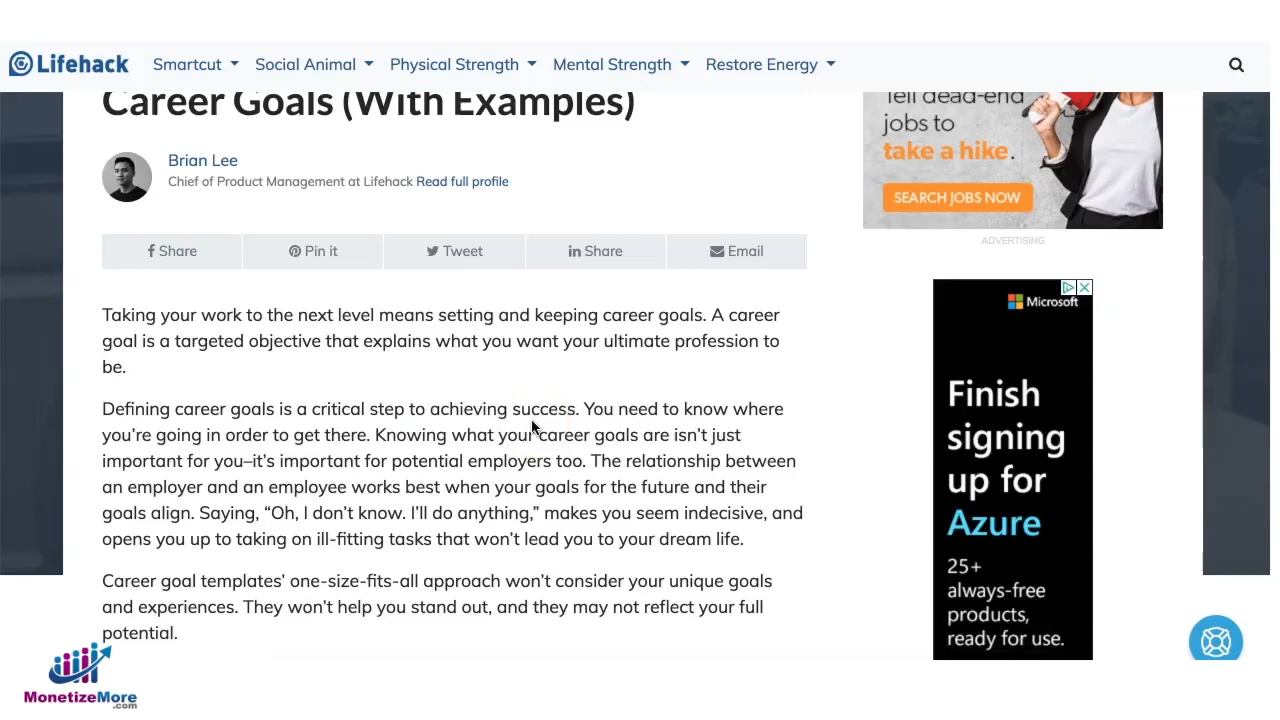 Lifehack
Smartcut Social Animal Physical Strength Mental Strength Restore Energy
Career Goals (With Examples)
Brian Lee
Chief of Product Management at Lifehack Read full profile
Share Pin it Tweet Share Email
Taking your work to the next level means setting and keeping career goals. A career
goal is a targeted objective that explains what you want your ultimate profession to
be.
Defining career goals is a critical step to achieving success. You need to know where
you’re going in order to get there. Knowing what your career goals are isn’t just
important for you–it’s important for potential employers too. The relationship between
an employer and an employee works best when your goals for the future and their
goals align. Saying, “Oh, I don’t know. I’ll do anything,” makes you seem indecisive, and
opens you up to taking on ill-fitting tasks that won’t lead you to your dream life.
Career goal templates’ one-size-fits-all approach won’t consider your unique goals
and experiences. They won’t help you stand out, and they may not reflect your full
potential.
Tell dead-end
jobs to
take a hike.
SEARCH JOBS NOW
ADVERTISING
Microsoft
Finish
signing
up for
Azure
25+
always-free
products,
ready for use.
MonetizeMore
.com